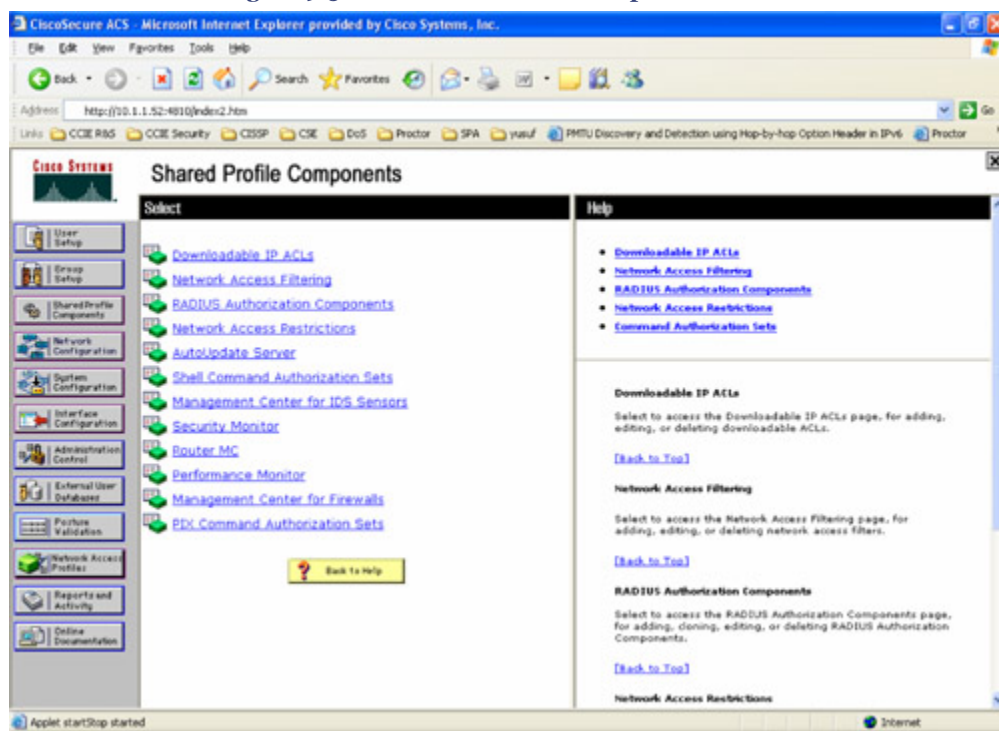 CiscoSecure ACS - Microsoft Internet Explorer provided by Cisco Systems, Inc.
File Edit View Favorites Tools Help
Back Search Favorites
Address http://10.1.1.52:4810/index2.htm Go
Links CCIE R&S CCIE Security CISSP CSE DoS Proctor SPA yusuf PMTU Discovery and Detection using Hop-by-hop Option Header in IPv6 Proctor
CISCO SYSTEMS
Shared Profile Components
Select
Downloadable IP ACLs
Network Access Filtering
RADIUS Authorization Components
Network Access Restrictions
AutoUpdate Server
Shell Command Authorization Sets
Management Center for IDS Sensors
Security Monitor
Router MC
Performance Monitor
Management Center for Firewalls
PIX Command Authorization Sets
Back to Help
User Setup
Group Setup
Shared Profile Components
Network Configuration
System Configuration
Interface Configuration
Administration Control
External User Databases
Posture Validation
Network Access Profiles
Reports and Activity
Online Documentation
Help
Downloadable IP ACLs
Network Access Filtering
RADIUS Authorization Components
Network Access Restrictions
Command Authorization Sets
Downloadable IP ACLs
Select to access the Downloadable IP ACLs page, for adding,
editing, or deleting downloadable ACLs.
[Back to Top]
Network Access Filtering
Select to access the Network Access Filtering page, for
adding, editing, or deleting network access filters.
[Back to Top]
RADIUS Authorization Components
Select to access the RADIUS Authorization Components page,
for adding, cloning, editing, or deleting RADIUS Authorization
Components.
[Back to Top]
Network Access Restrictions
Applet startStop started
Internet